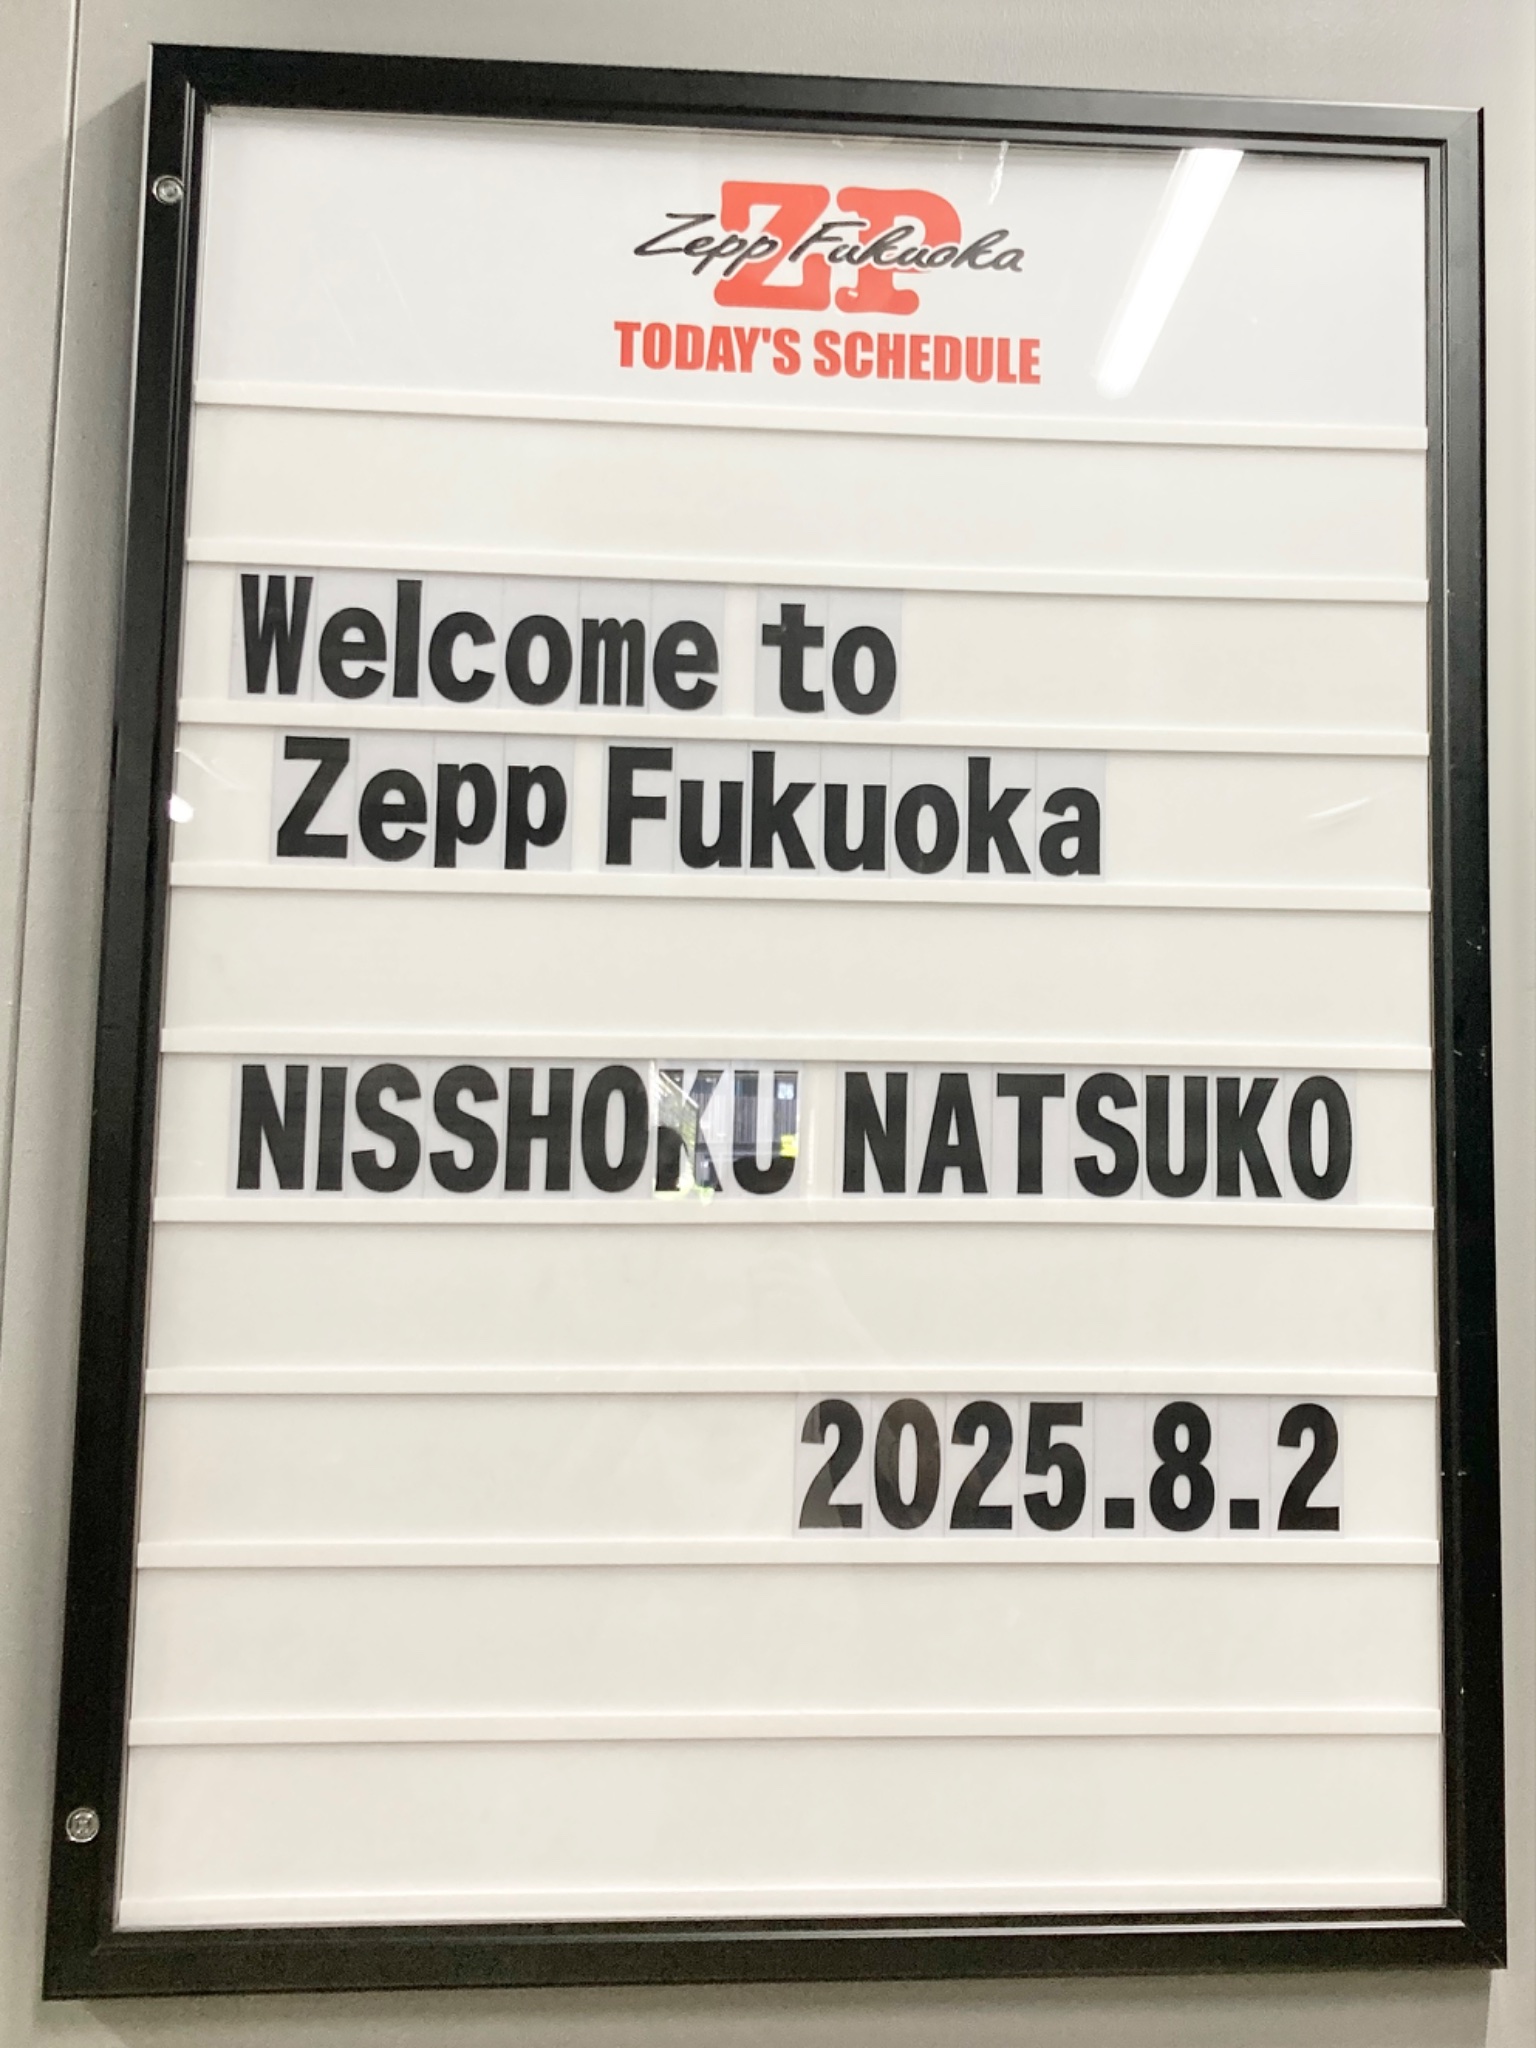 ZP
Zepp Fukuoka
TODAY'S SCHEDULE
Welcome to
Zepp Fukuoka
NISSHOKU NATSUKO
2025.8.2